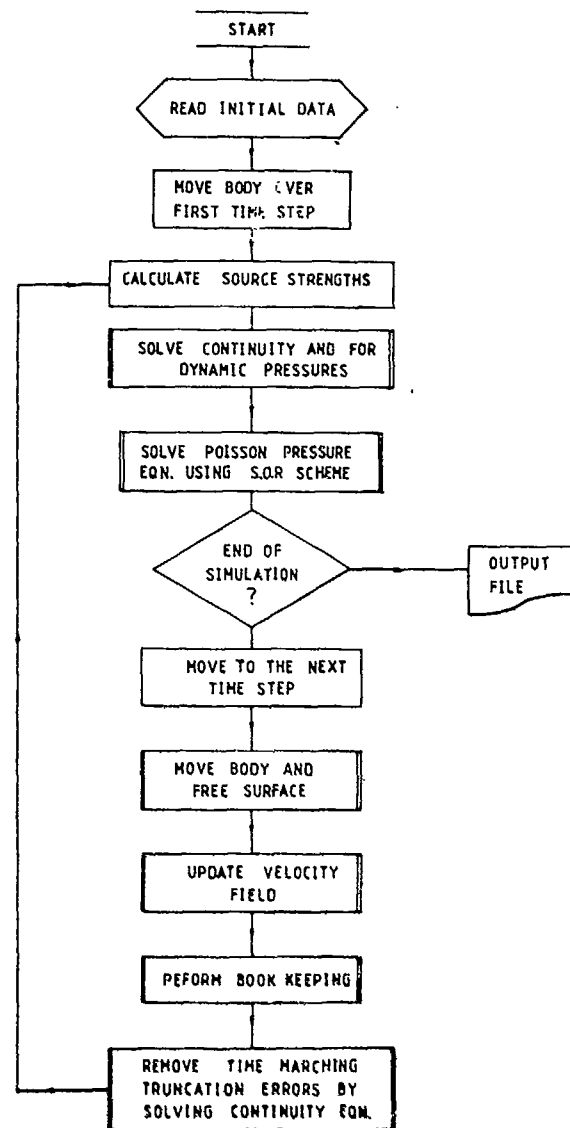 START
READ INITIAL DATA
MOVE BODY OVER
FIRST TIME STEP
CALCULATE SOURCE STRENGTHS
SOLVE CONTINUITY AND FOR
DYNAMIC PRESSURES
SOLVE POISSON PRESSURE
EQN. USING S.O.R SCHEME
END OF
SIMULATION
?
OUTPUT
FILE
MOVE TO THE NEXT
TIME STEP
MOVE BODY AND
FREE SURFACE
UPDATE VELOCITY
FIELD
PEFORM BOOK KEEPING
REMOVE TIME MARCHING
TRUNCATION ERRORS BY
SOLVING CONTINUITY EQN.